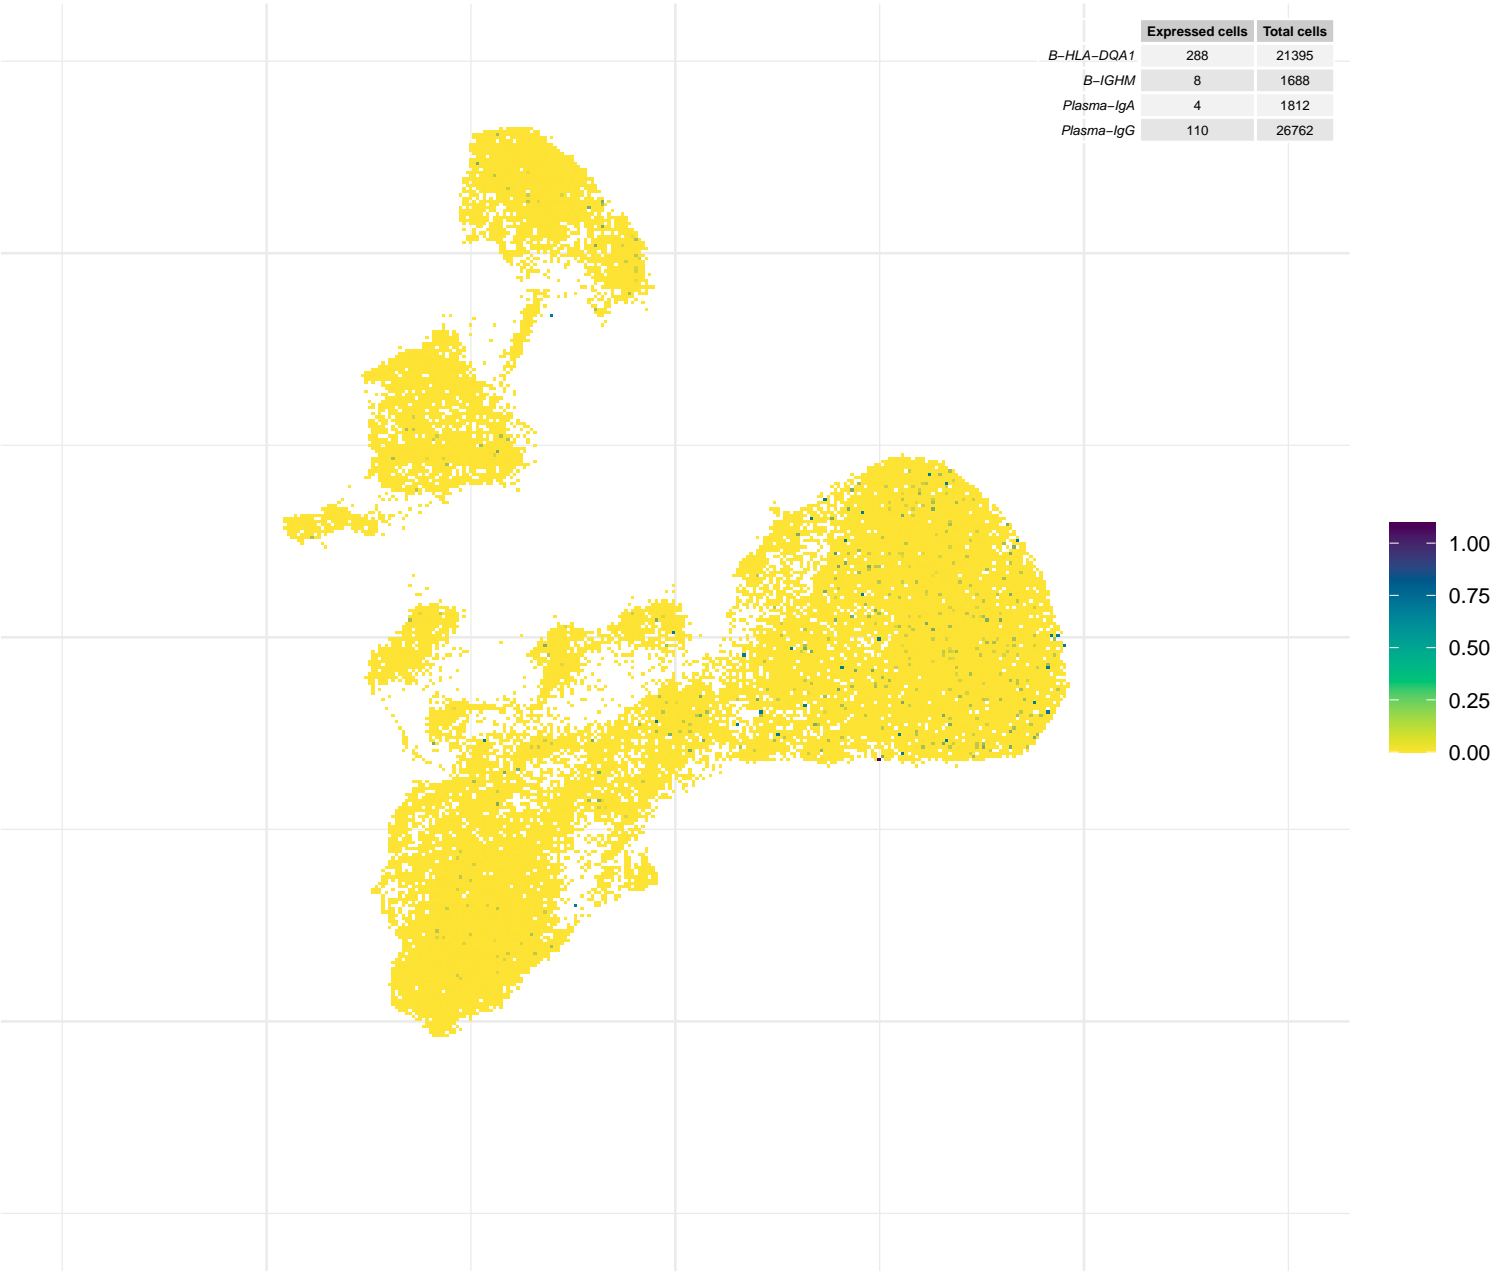 Expressed cells Total cells
B−HLA−DQA1 288 21395
B−IGHM 8 1688
Plasma−IgA 4 1812
Plasma−IgG 110 26762
1.00
0.75
0.50
0.25
0.00